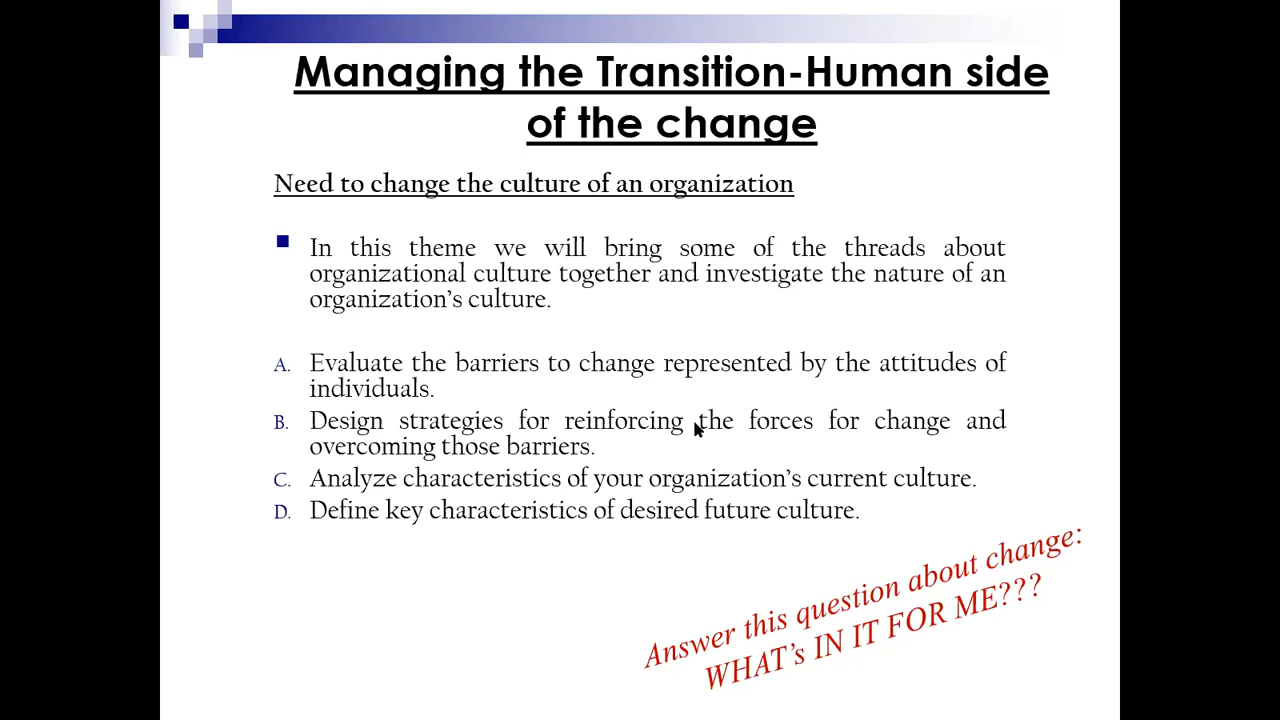 Managing the Transition-Human side
of the change
Need to change the culture of an organization
In this theme we will bring some of the threads about
organizational culture together and investigate the nature of an
organization's culture.
A. Evaluate the barriers to change represented by the attitudes of
individuals.
B. Design strategies for reinforcing the forces for change and
overcoming those barriers.
C. Analyze characteristics of your organization's current culture.
D. Define key characteristics of desired future culture.
Answer this question about change:
WHAT's IN IT FOR ME???